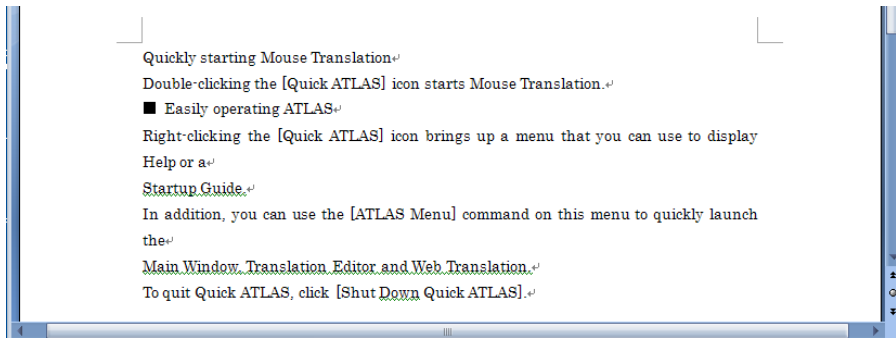 Quickly starting Mouse Translation↵
Double-clicking the [Quick ATLAS] icon starts Mouse Translation.↵
■ Easily operating ATLAS↵
Right-clicking the [Quick ATLAS] icon brings up a menu that you can use to display
Help or a↵
Startup Guide.↵
In addition, you can use the [ATLAS Menu] command on this menu to quickly launch
the↵
Main Window, Translation Editor and Web Translation.↵
To quit Quick ATLAS, click [Shut Down Quick ATLAS].↵